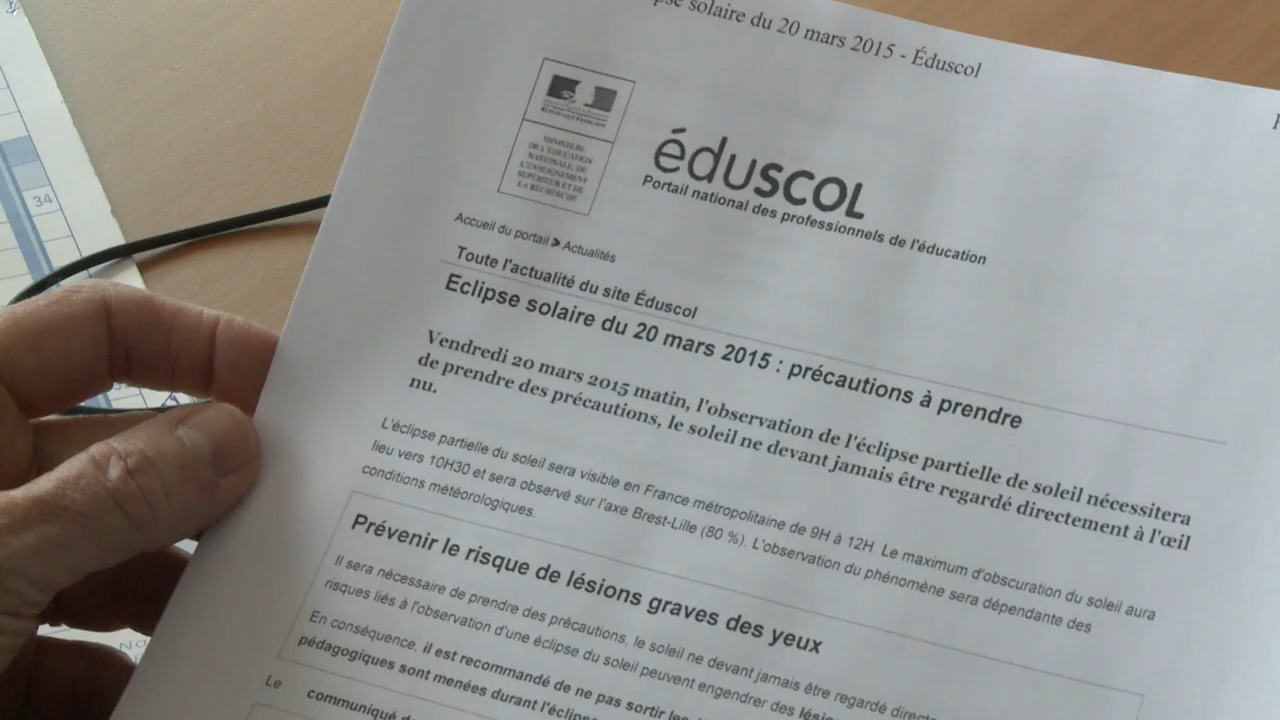 pse solaire du 20 mars 2015 - Éduscol
RÉPUBLIQUE FRANÇAISE
MINISTÈRE
DE L'ÉDUCATION
NATIONALE, DE
L'ENSEIGNEMENT
SUPÉRIEUR ET DE
LA RECHERCHE
éduSCOL
Portail national des professionnels de l'éducation
Accueil du portail > Actualités
Toute l'actualité du site Éduscol
Eclipse solaire du 20 mars 2015 : précautions à prendre
Vendredi 20 mars 2015 matin, l'observation de l'éclipse partielle de soleil nécessitera
de prendre des précautions, le soleil ne devant jamais être regardé directement à l'œil
nu.
L'éclipse partielle du soleil sera visible en France métropolitaine de 9H à 12H. Le maximum d'obscuration du soleil aura
lieu vers 10H30 et sera observé sur l'axe Brest-Lille (80 %). L'observation du phénomène sera dépendante des
conditions météorologiques.
Prévenir le risque de lésions graves des yeux
Il sera nécessaire de prendre des précautions, le soleil ne devant jamais être regardé direct
risques liés à l'observation d'une éclipse du soleil peuvent engendrer des lési
En conséquence, il est recommandé de ne pas sortir les
pédagogiques sont menées durant l'éclips
Le communiqué d
34